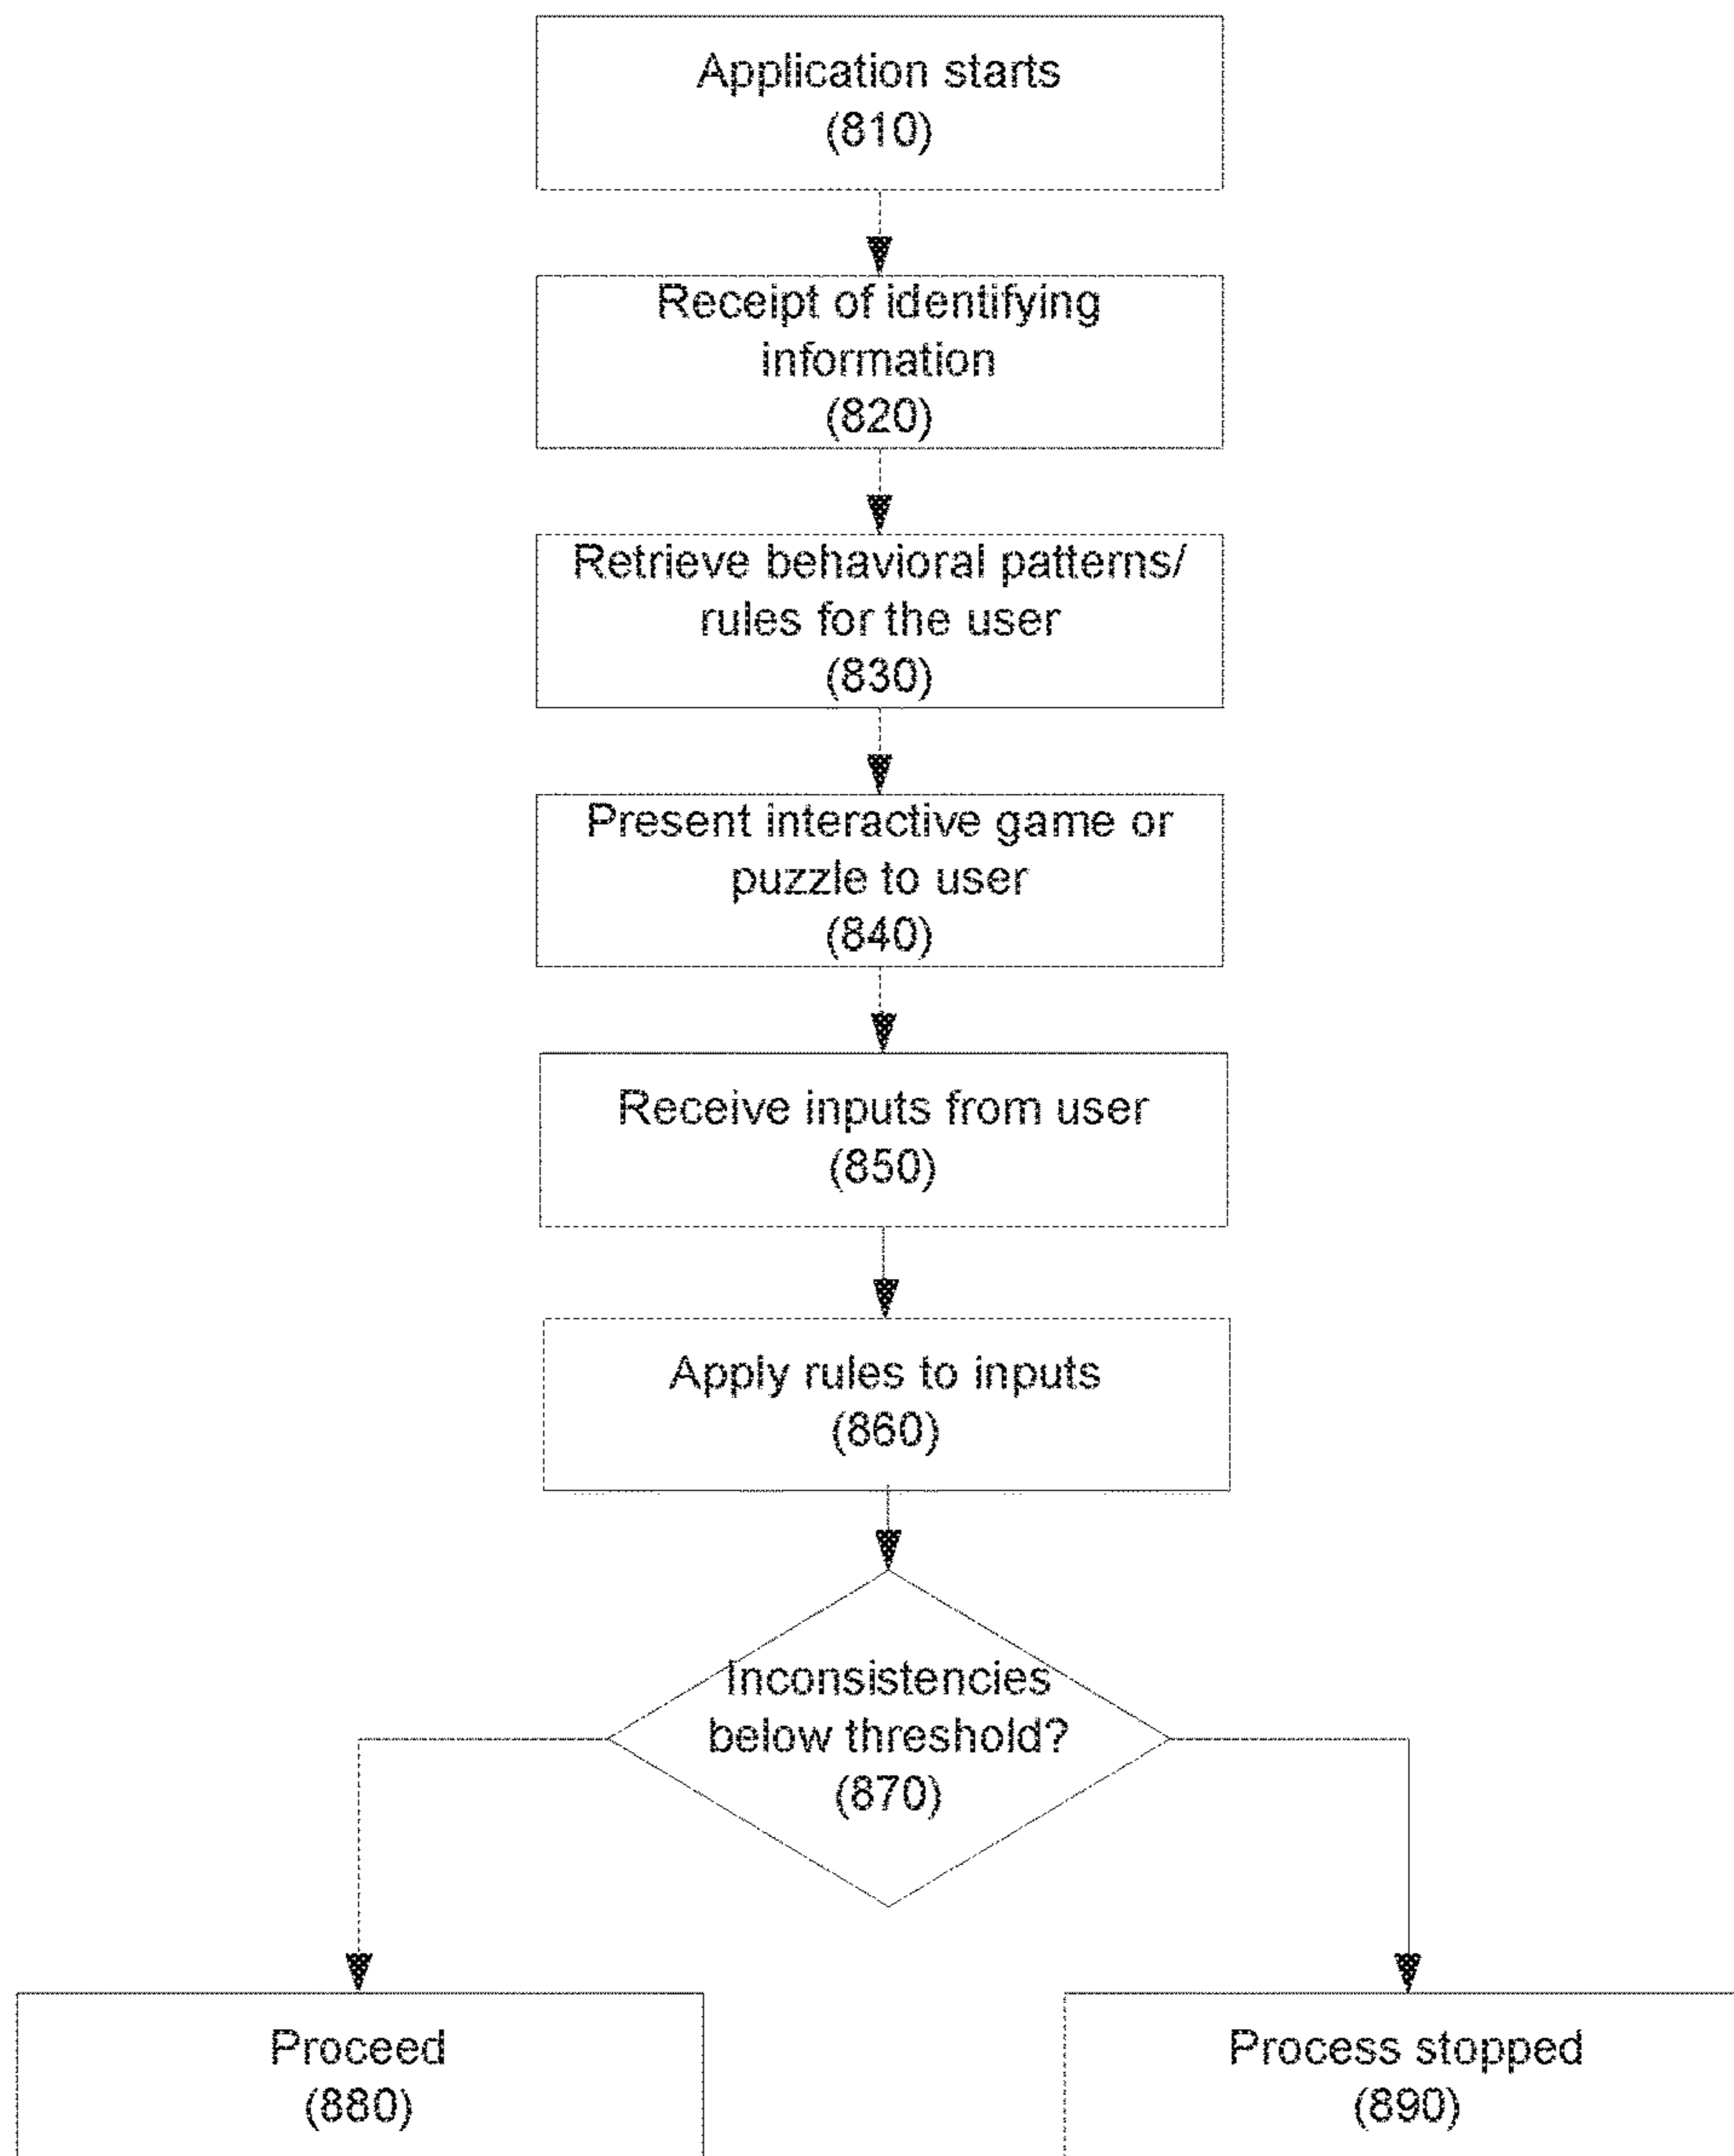 Application starts
(810)
Receipt of identifying
information
(820)
Retrieve behavioral patterns/
rules for the user
(830)
Present interactive game or
puzzle to user
(840)
Receive inputs from user
(850)
Apply rules to inputs
(860)
Inconsistencies
below threshold?
(870)
Proceed
(880)
Process stopped
(890)